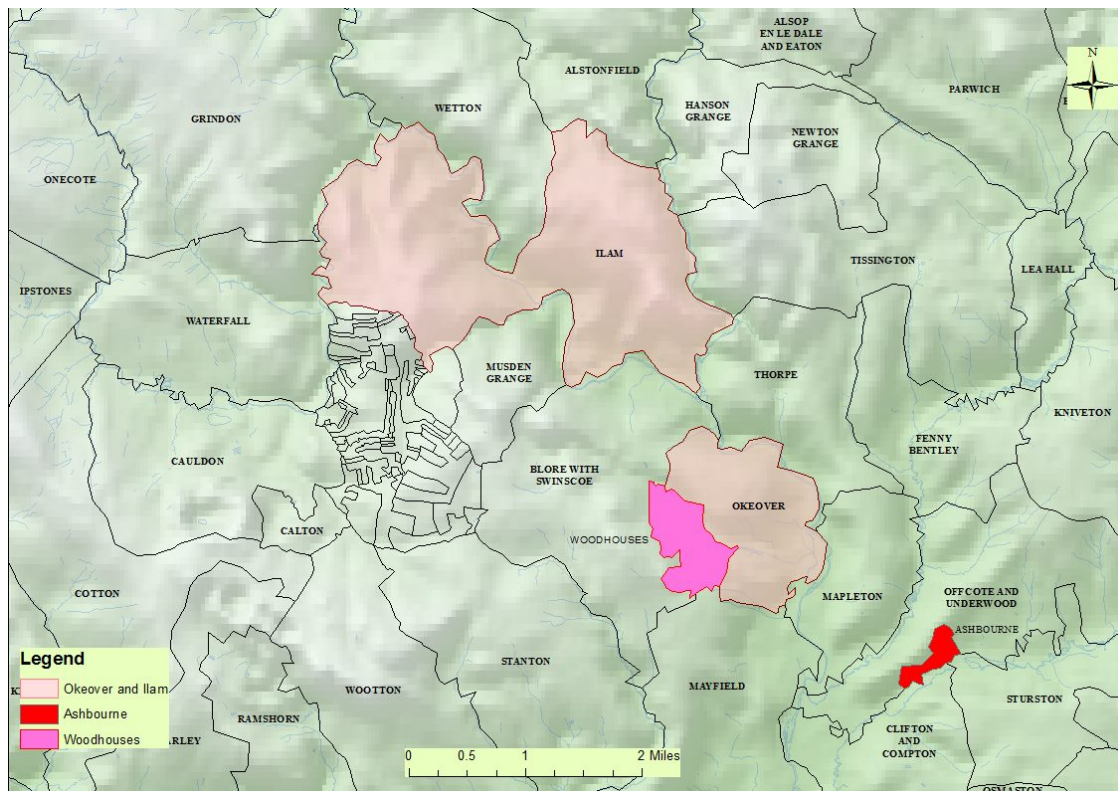 ALSOP
EN LE DALE
AND EATON
N
ALSTONFIELD
PARWICH
WETTON
HANSON
GRANGE
GRINDON
NEWTON
GRANGE
ONECOTE
ILAM
TISSINGTON
LEA HALL
IPSTONES
WATERFALL
MUSDEN
GRANGE
THORPE
KNIVETON
FENNY
BENTLEY
CAULDON
BLORE WITH
SWINSCOE
OKEOVER
CALTON
WOODHOUSES
COTTON
MAPLETON
OFFCOTE AND
UNDERWOOD
ASHBOURNE
STANTON
MAYFIELD
WOOTTON
STURSTON
RAMSHORN
CLIFTON
AND
COMPTON
ARLEY
OSMASTON
Legend
Okeover and Ilam
Ashbourne
Woodhouses
0 0.5 1 2 Miles